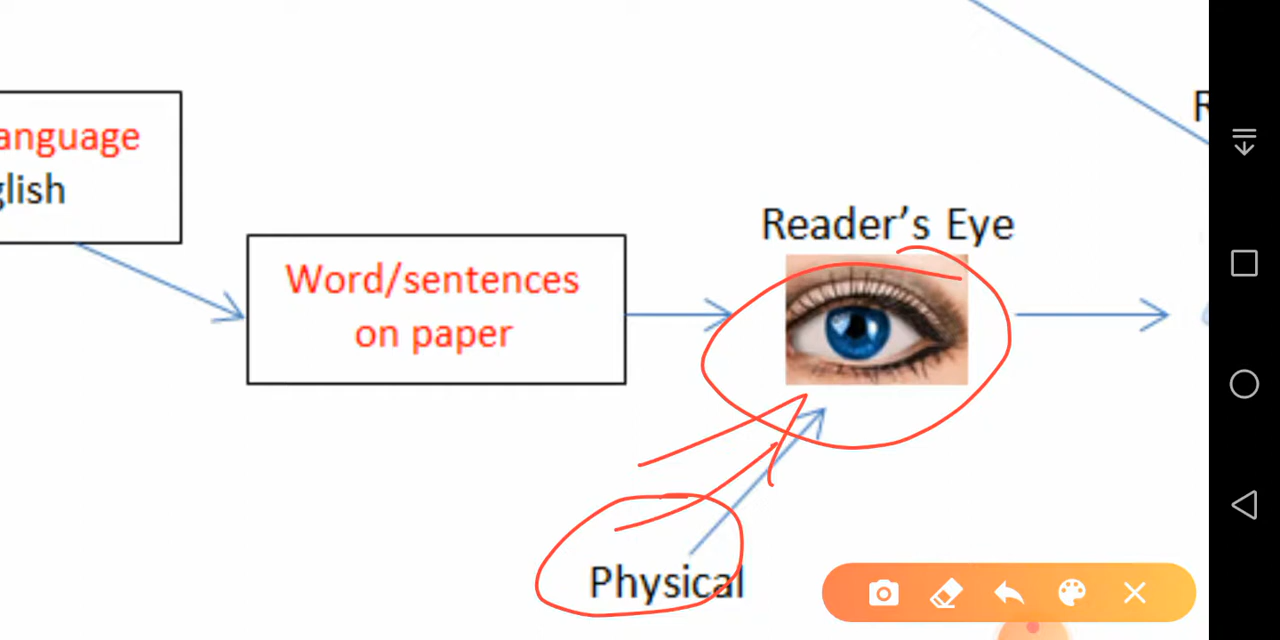 anguage
glish
Word/sentences
on paper
Reader’s Eye
R
Physical